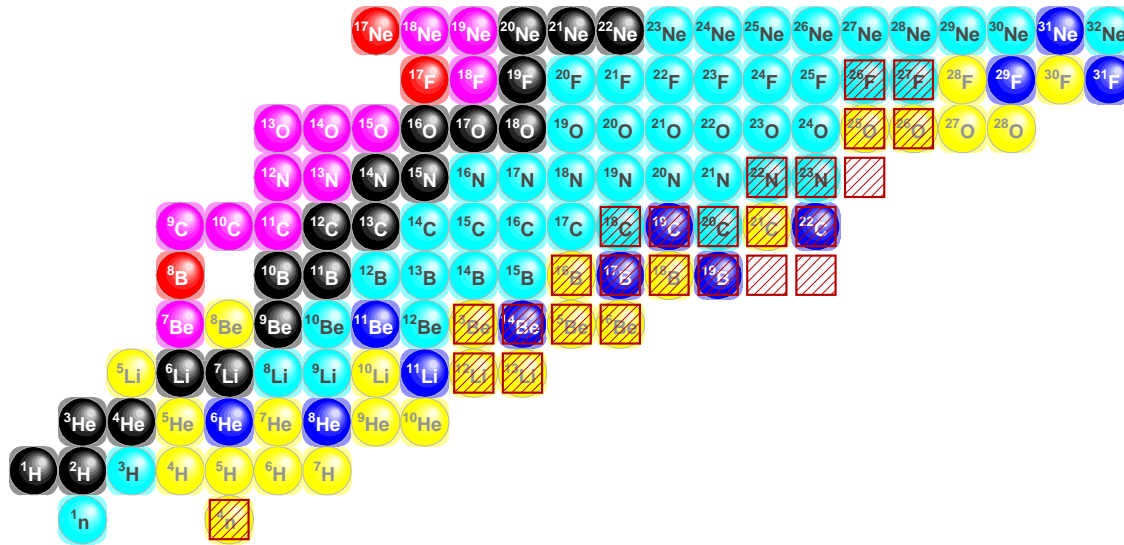 17Ne 18Ne 19Ne 20Ne 21Ne 22Ne 23Ne 24Ne 25Ne 26Ne 27Ne 28Ne 29Ne 30Ne 31Ne 32Ne
17F 18F 19F 20F 21F 22F 23F 24F 25F 26F 27F 28F 29F 30F 31F
13O 14O 15O 16O 17O 18O 19O 20O 21O 22O 23O 24O 25O 26O 27O 28O
12N 13N 14N 15N 16N 17N 18N 19N 20N 21N 22N 23N
9C 10C 11C 12C 13C 14C 15C 16C 17C 18C 19C 20C 21C 22C
8B 10B 11B 12B 13B 14B 15B 16B 17B 18B 19B
7Be 8Be 9Be 10Be 11Be 12Be 13Be 14Be 15Be 16Be
5Li 6Li 7Li 8Li 9Li 10Li 11Li 12Li 13Li
3He 4He 5He 6He 7He 8He 9He 10He
1H 2H 3H 4H 5H 6H 7H
1n 4n